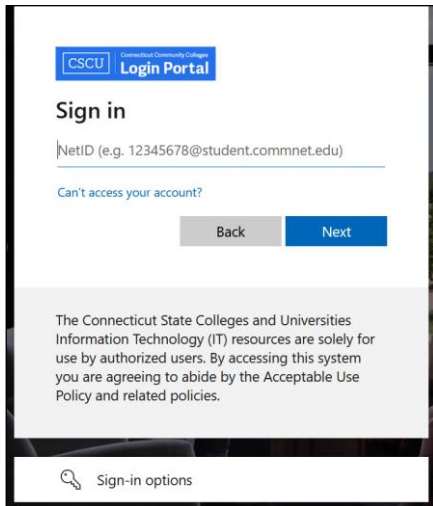 CSCU
Connecticut Community Colleges
Login Portal
Sign in
NetID (e.g. 12345678@student.commnet.edu)
Can't access your account?
Back
Next
The Connecticut State Colleges and Universities
Information Technology (IT) resources are solely for
use by authorized users. By accessing this system
you are agreeing to abide by the Acceptable Use
Policy and related policies.
Sign-in options